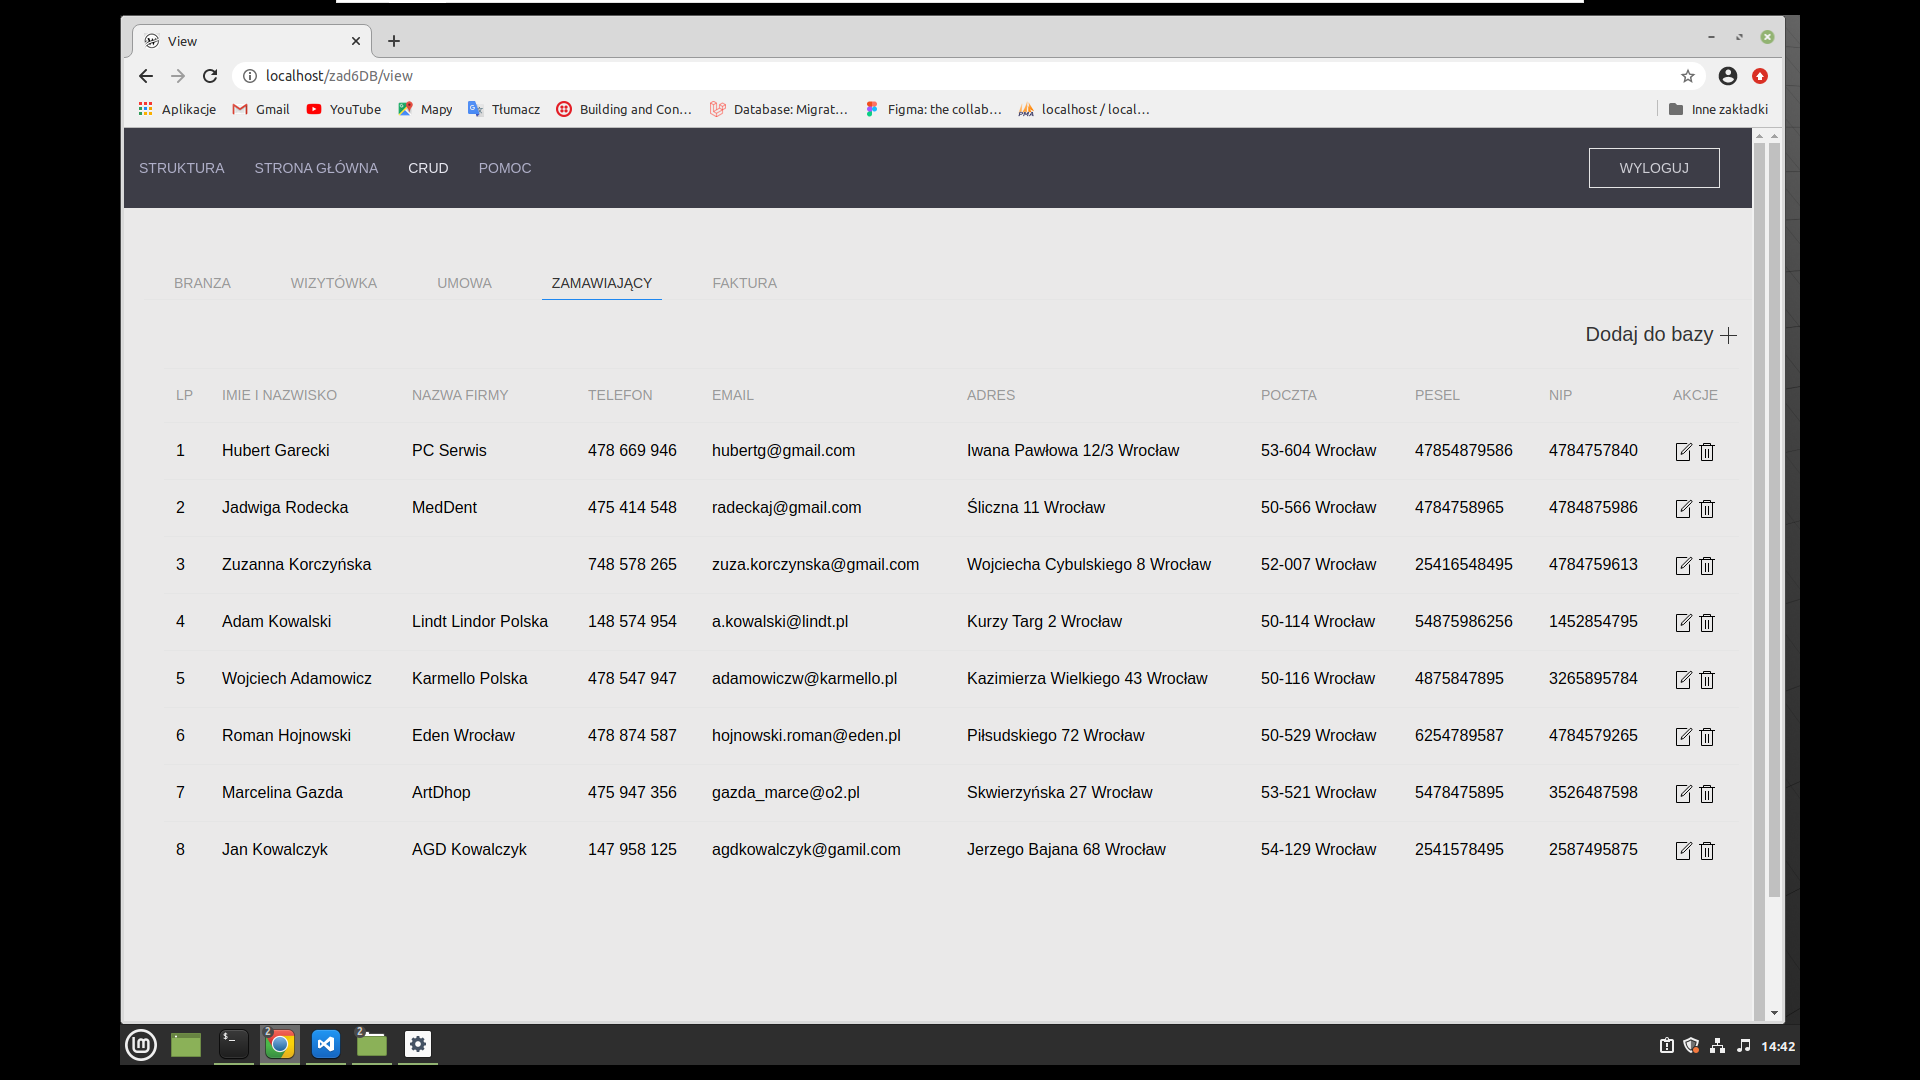 View
localhost/zad6DB/view
Aplikacje Gmail YouTube Mapy Tłumacz Building and Con... Database: Migrat... Figma: the collab... localhost / local... Inne zakładki
STRUKTURA STRONA GŁÓWNA CRUD POMOC WYLOGUJ
BRANZA WIZYTÓWKA UMOWA ZAMAWIAJĄCY FAKTURA
Dodaj do bazy
LP IMIE I NAZWISKO NAZWA FIRMY TELEFON EMAIL ADRES POCZTA PESEL NIP AKCJE
1 Hubert Garecki PC Serwis 478 669 946 hubertg@gmail.com Iwana Pawłowa 12/3 Wrocław 53-604 Wrocław 47854879586 4784757840
2 Jadwiga Rodecka MedDent 475 414 548 radeckaj@gmail.com Śliczna 11 Wrocław 50-566 Wrocław 4784758965 4784875986
3 Zuzanna Korczyńska 748 578 265 zuza.korczynska@gmail.com Wojciecha Cybulskiego 8 Wrocław 52-007 Wrocław 25416548495 4784759613
4 Adam Kowalski Lindt Lindor Polska 148 574 954 a.kowalski@lindt.pl Kurzy Targ 2 Wrocław 50-114 Wrocław 54875986256 1452854795
5 Wojciech Adamowicz Karmello Polska 478 547 947 adamowiczw@karmello.pl Kazimierza Wielkiego 43 Wrocław 50-116 Wrocław 4875847895 3265895784
6 Roman Hojnowski Eden Wrocław 478 874 587 hojnowski.roman@eden.pl Piłsudskiego 72 Wrocław 50-529 Wrocław 6254789587 4784579265
7 Marcelina Gazda ArtDhop 475 947 356 gazda_marce@o2.pl Skwierzyńska 27 Wrocław 53-521 Wrocław 5478475895 3526487598
8 Jan Kowalczyk AGD Kowalczyk 147 958 125 agdkowalczyk@gamil.com Jerzego Bajana 68 Wrocław 54-129 Wrocław 2541578495 2587495875
$_ 2 2 14:42